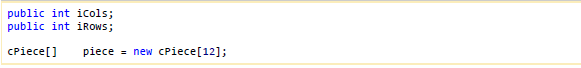 public int iCols;
public int iRows;
cPiece[]    piece = new cPiece[12];